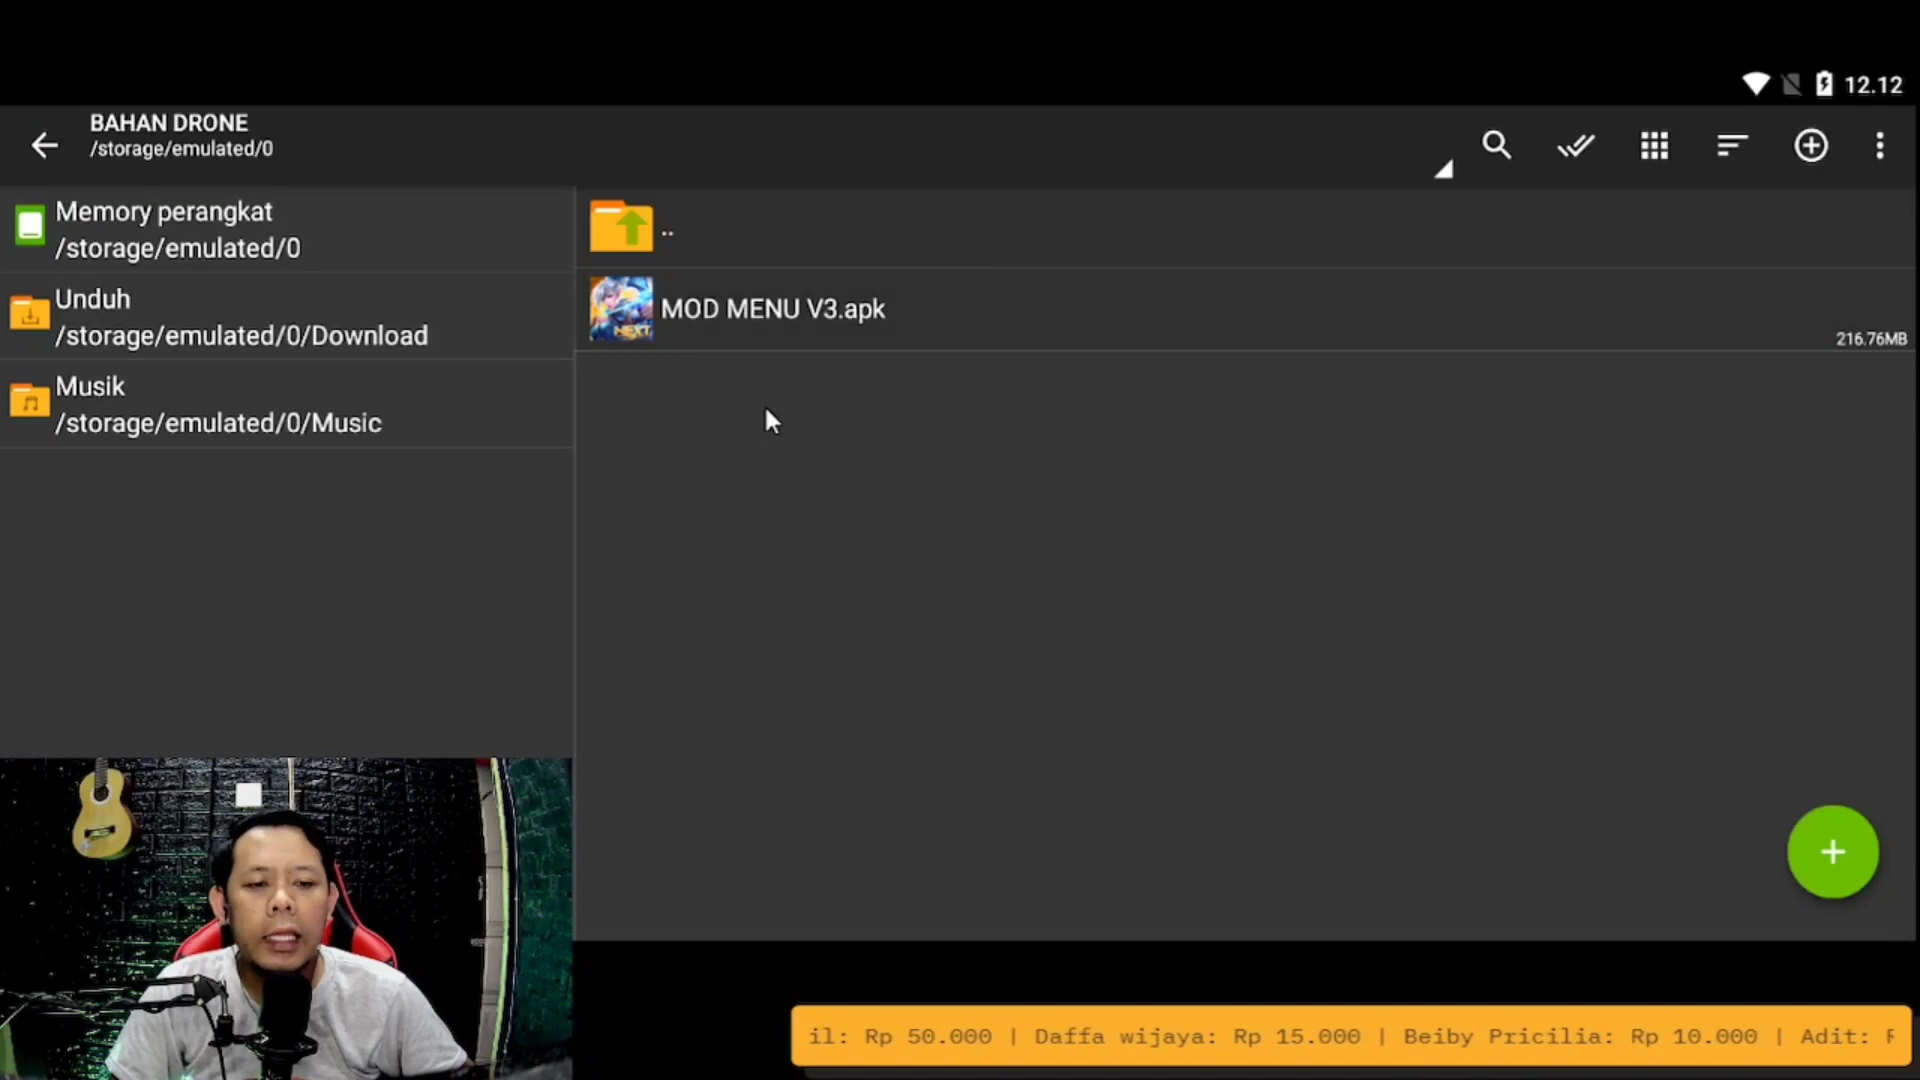 12.12
BAHAN DRONE
/storage/emulated/0
Memory perangkat
/storage/emulated/0
Unduh
/storage/emulated/0/Download
Musik
/storage/emulated/0/Music
..
MOD MENU V3.apk
NEXT
216.76MB
il: Rp 50.000 | Daffa wijaya: Rp 15.000 | Beiby Pricilia: Rp 10.000 | Adit: